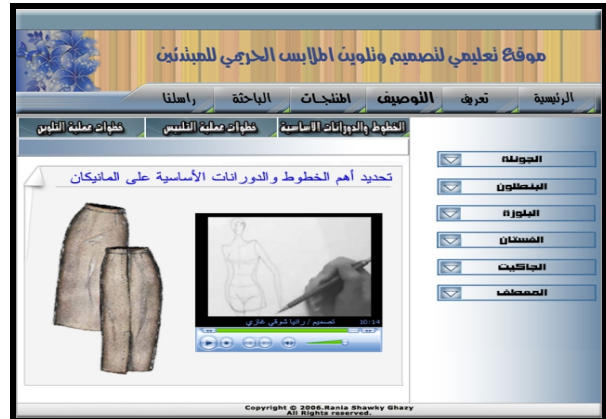 موقع تعليمي لتصميم وتلوين الملابس الحريمي للمبتدئين
الرئيسية تعريف التوصيف المنتجات الباحثة راسلنا
الخطوط والدورانات الأساسية خطوات عملية التلبيس خطوات عملية التلوين
تحديد أهم الخطوط والدورانات الأساسية على المانيكان
الجونلة
البنطلون
البلوزة
الفستان
الجاكيت
المعطف
تصميم / رانيا شوقي غازي
10:14
Copyright © 2006.Rania Shawky Ghazy
All Rights reserved.